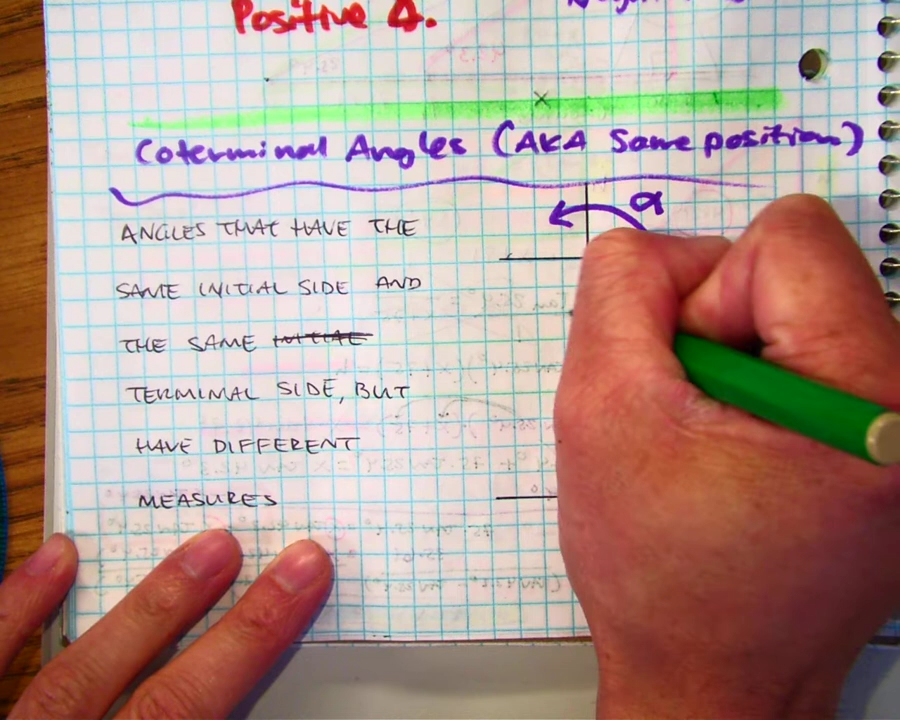 Positive ∆.
Coterminal Angles (AKA Same position)
α
ANGLES THAT HAVE THE
SAME INITIAL SIDE AND
THE SAME INITIAL
TERMINAL SIDE, BUT
HAVE DIFFERENT
MEASURES